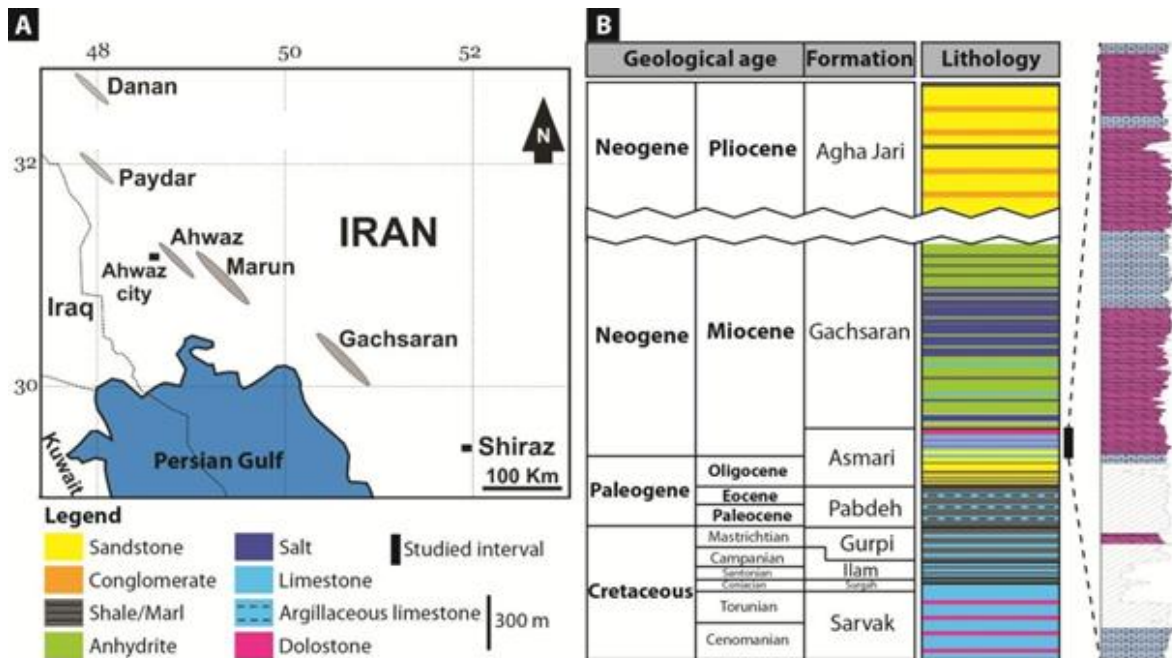 A
48 50 52
Danan
N
32
Paydar
IRAN
Ahwaz
Marun
Ahwaz
city
Iraq
Gachsaran
30
Kuwait
Persian Gulf
Shiraz
100 Km
Legend
Sandstone
Conglomerate
Shale/Marl
Anhydrite
Salt
Limestone
Argillaceous limestone
Dolostone
Studied interval
300 m
B
Geological age Formation Lithology
Neogene Pliocene Agha Jari
Neogene Miocene Gachsaran
Asmari
Paleogene Oligocene
Eocene
Pabdeh
Paleocene
Cretaceous
Mastrichtian
Gurpi
Campanian
Santonian
Ilam
Coniacian
Surgah
Torunian
Sarvak
Cenomanian